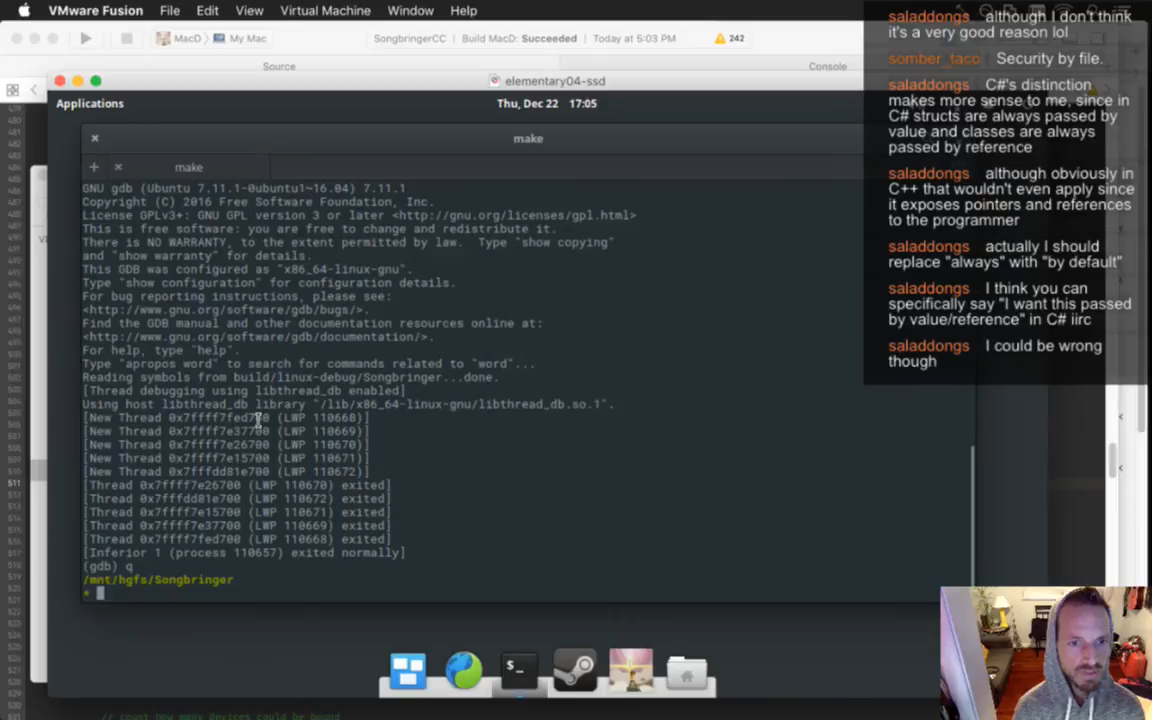 VMware Fusion File Edit View Virtual Machine Window Help
MacD My Mac
SongbringerCC | Build MacD: Succeeded | Today at 5:03 PM
242
Source
Console
elementary04-ssd
Applications
Thu, Dec 22 17:05
make
make
GNU gdb (Ubuntu 7.11.1-0ubuntu1~16.04) 7.11.1
Copyright (C) 2016 Free Software Foundation, Inc.
License GPLv3+: GNU GPL version 3 or later <http://gnu.org/licenses/gpl.html>
This is free software: you are free to change and redistribute it.
There is NO WARRANTY, to the extent permitted by law.  Type "show copying"
and "show warranty" for details.
This GDB was configured as "x86_64-linux-gnu".
Type "show configuration" for configuration details.
For bug reporting instructions, please see:
<http://www.gnu.org/software/gdb/bugs/>.
Find the GDB manual and other documentation resources online at:
<http://www.gnu.org/software/gdb/documentation/>.
For help, type "help".
Type "apropos word" to search for commands related to "word"...
Reading symbols from build/linux-debug/Songbringer...done.
[Thread debugging using libthread_db enabled]
Using host libthread_db library "/lib/x86_64-linux-gnu/libthread_db.so.1".
[New Thread 0x7ffff7fed700 (LWP 110668)]
[New Thread 0x7ffff7e37700 (LWP 110669)]
[New Thread 0x7ffff7e26700 (LWP 110670)]
[New Thread 0x7ffff7e15700 (LWP 110671)]
[New Thread 0x7fffdd81e700 (LWP 110672)]
[Thread 0x7ffff7e26700 (LWP 110670) exited]
[Thread 0x7fffdd81e700 (LWP 110672) exited]
[Thread 0x7ffff7e15700 (LWP 110671) exited]
[Thread 0x7ffff7e37700 (LWP 110669) exited]
[Thread 0x7ffff7fed700 (LWP 110668) exited]
[Inferior 1 (process 110657) exited normally]
(gdb) q
/mnt/hgfs/Songbringer
saladdongs although I don't think
it's a very good reason lol
somber_taco Security by file.
saladdongs C#'s distinction
makes more sense to me, since in
C# structs are always passed by
value and classes are always
passed by reference
saladdongs although obviously in
C++ that wouldn't even apply since
it exposes pointers and references
to the programmer
saladdongs actually I should
replace "always" with "by default"
saladdongs I think you can
specifically say "I want this passed
by value/reference" in C# iirc
saladdongs I could be wrong
though
// count how many devices could be bound